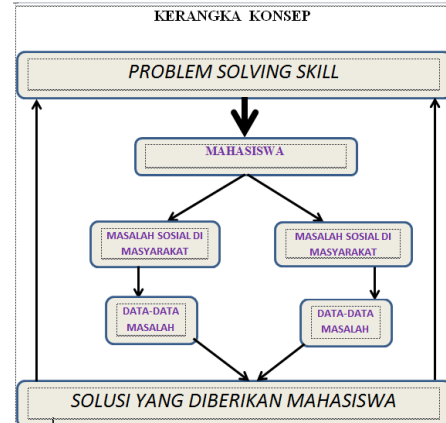 KERANGKA KONSEP
PROBLEM SOLVING SKILL
MAHASISWA
MASALAH SOSIAL DI
MASYARAKAT
MASALAH SOSIAL DI
MASYARAKAT
DATA-DATA
MASALAH
DATA-DATA
MASALAH
SOLUSI YANG DIBERIKAN MAHASISWA